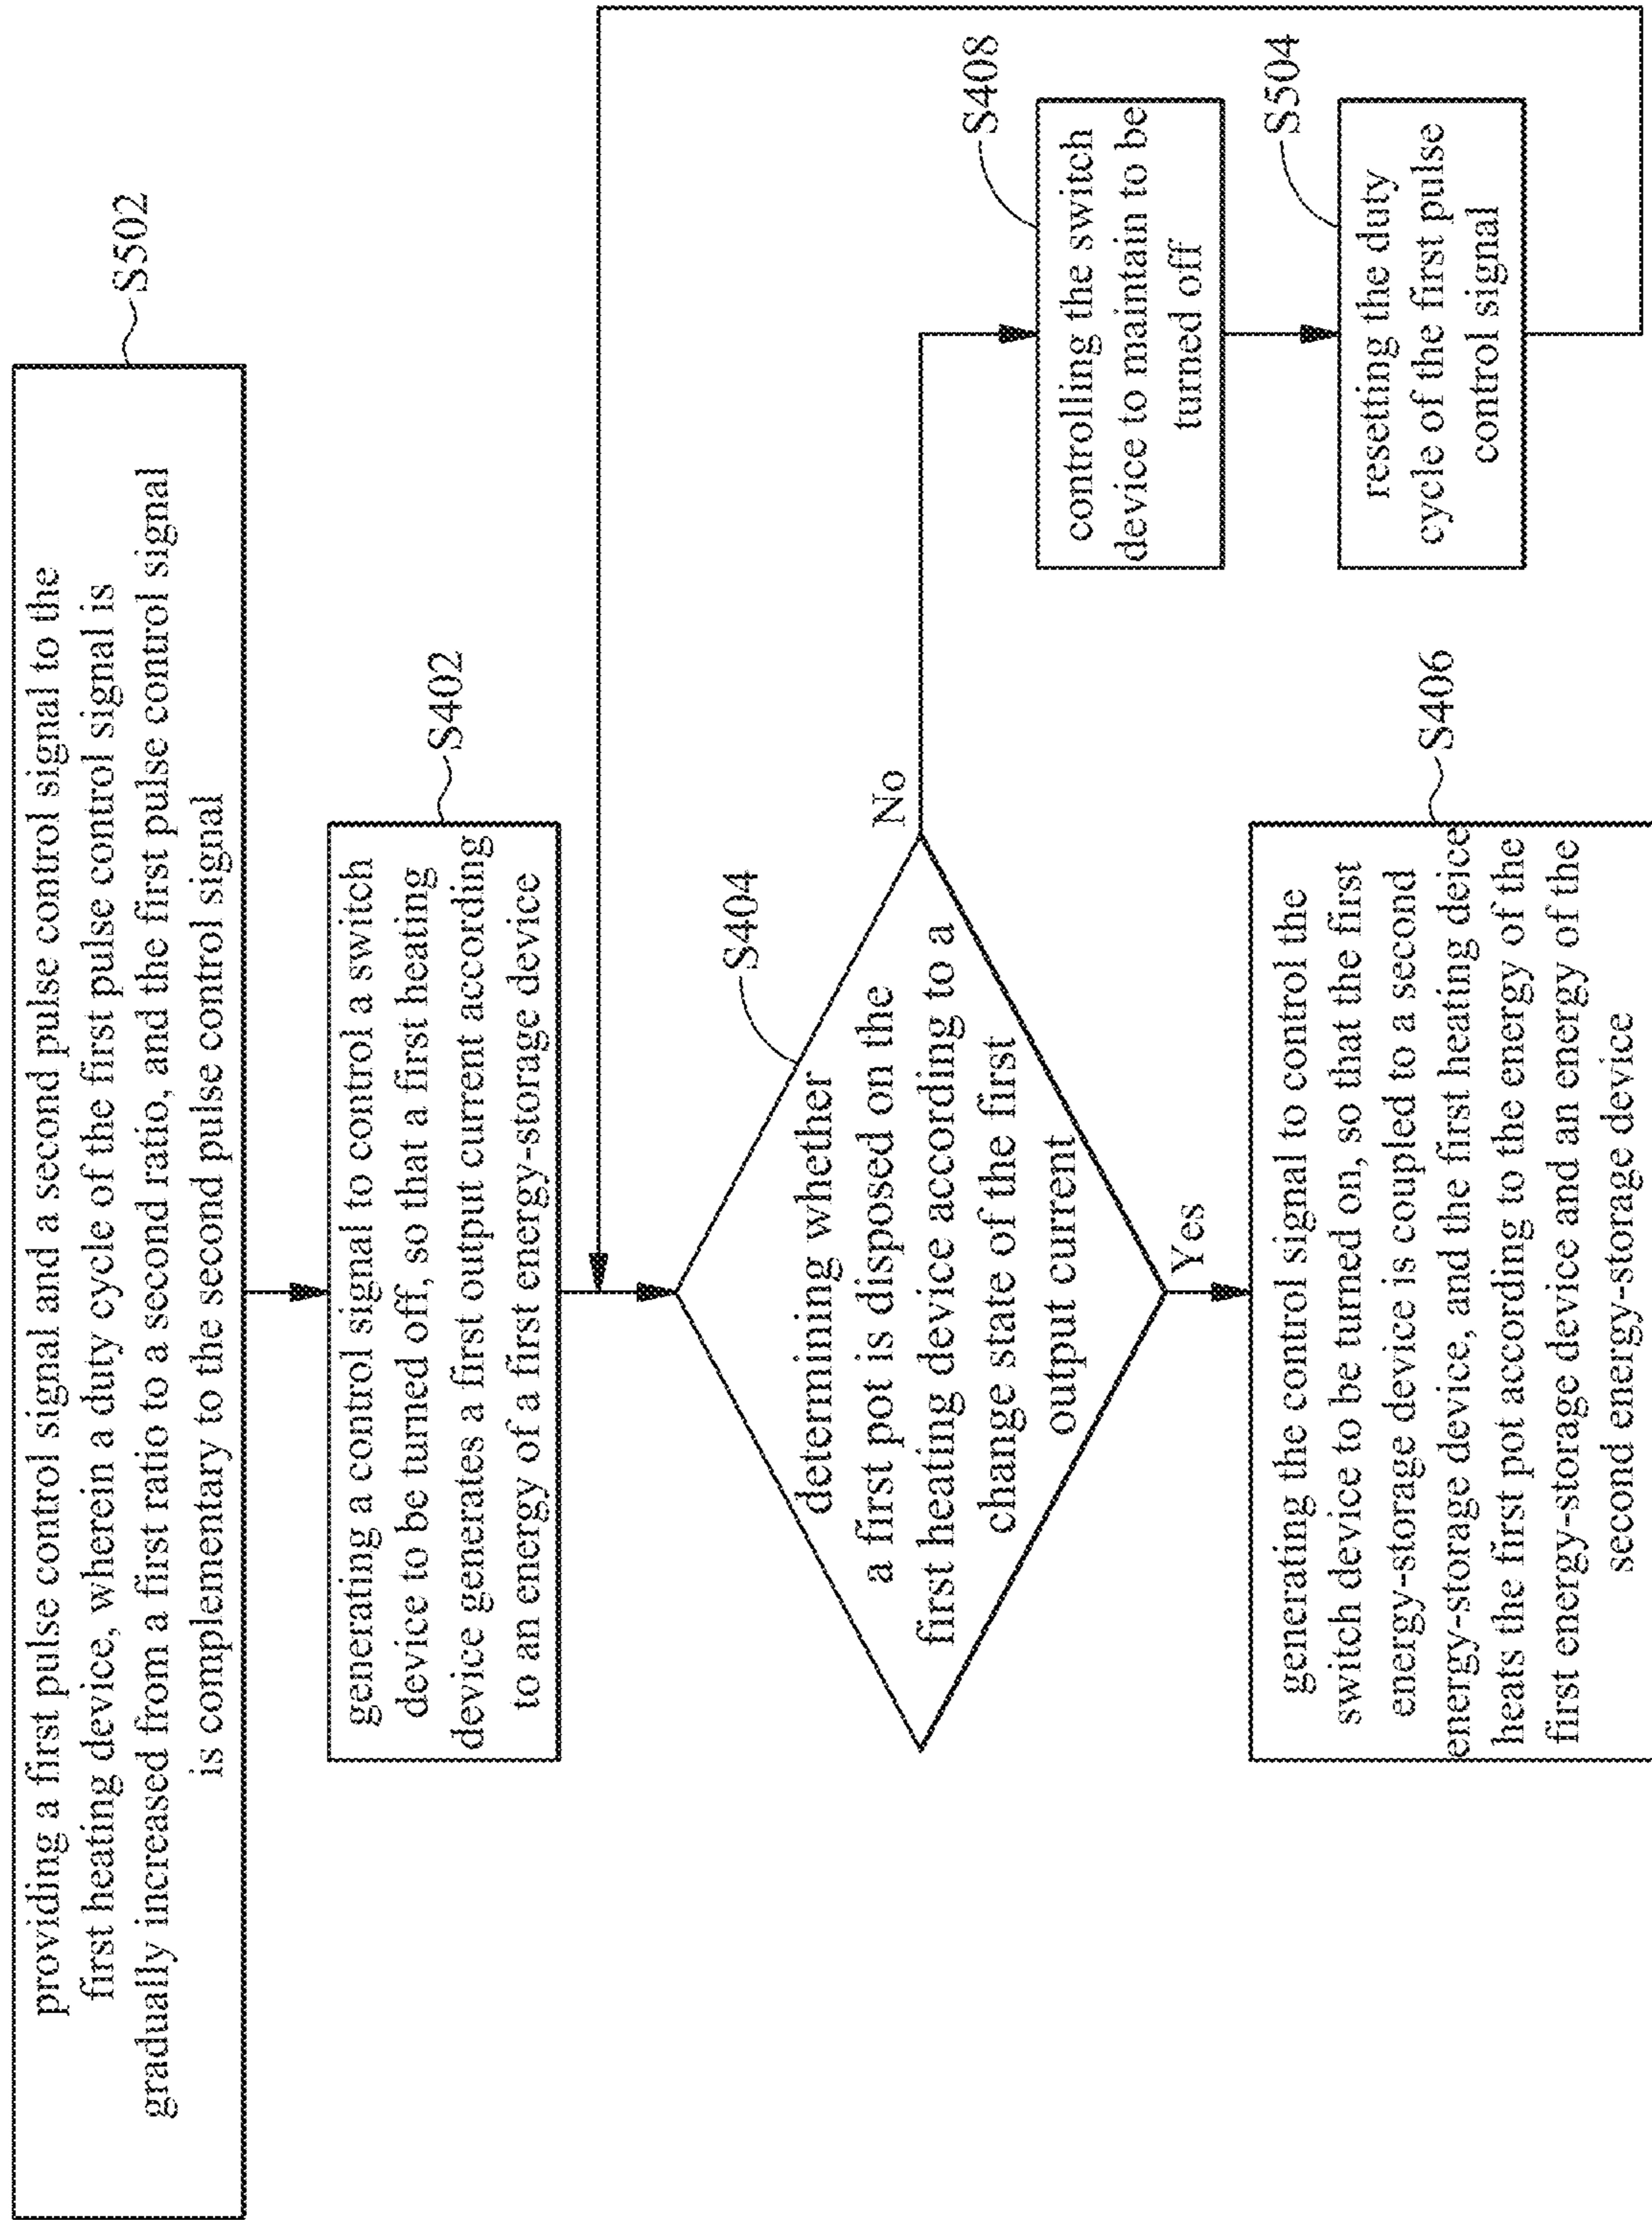 providing a first pulse control signal and a second pulse control signal to the
first heating device, wherein a duty cycle of the first pulse control signal is
gradually increased from a first ratio to a second ratio, and the first pulse control signal
is complementary to the second pulse control signal
S502
generating a control signal to control a switch
device to be turned off, so that a first heating
device generates a first output current according
to an energy of a first energy-storage device
S402
determining whether
a first pot is disposed on the
first heating device according to a
change state of the first
output current
S404
No
Yes
controlling the switch
device to maintain to be
turned off
S408
resetting the duty
cycle of the first pulse
control signal
S504
generating the control signal to control the
switch device to be turned on, so that the first
energy-storage device is coupled to a second
energy-storage device, and the first heating deice
heats the first pot according to the energy of the
first energy-storage device and an energy of the
second energy-storage device
S406